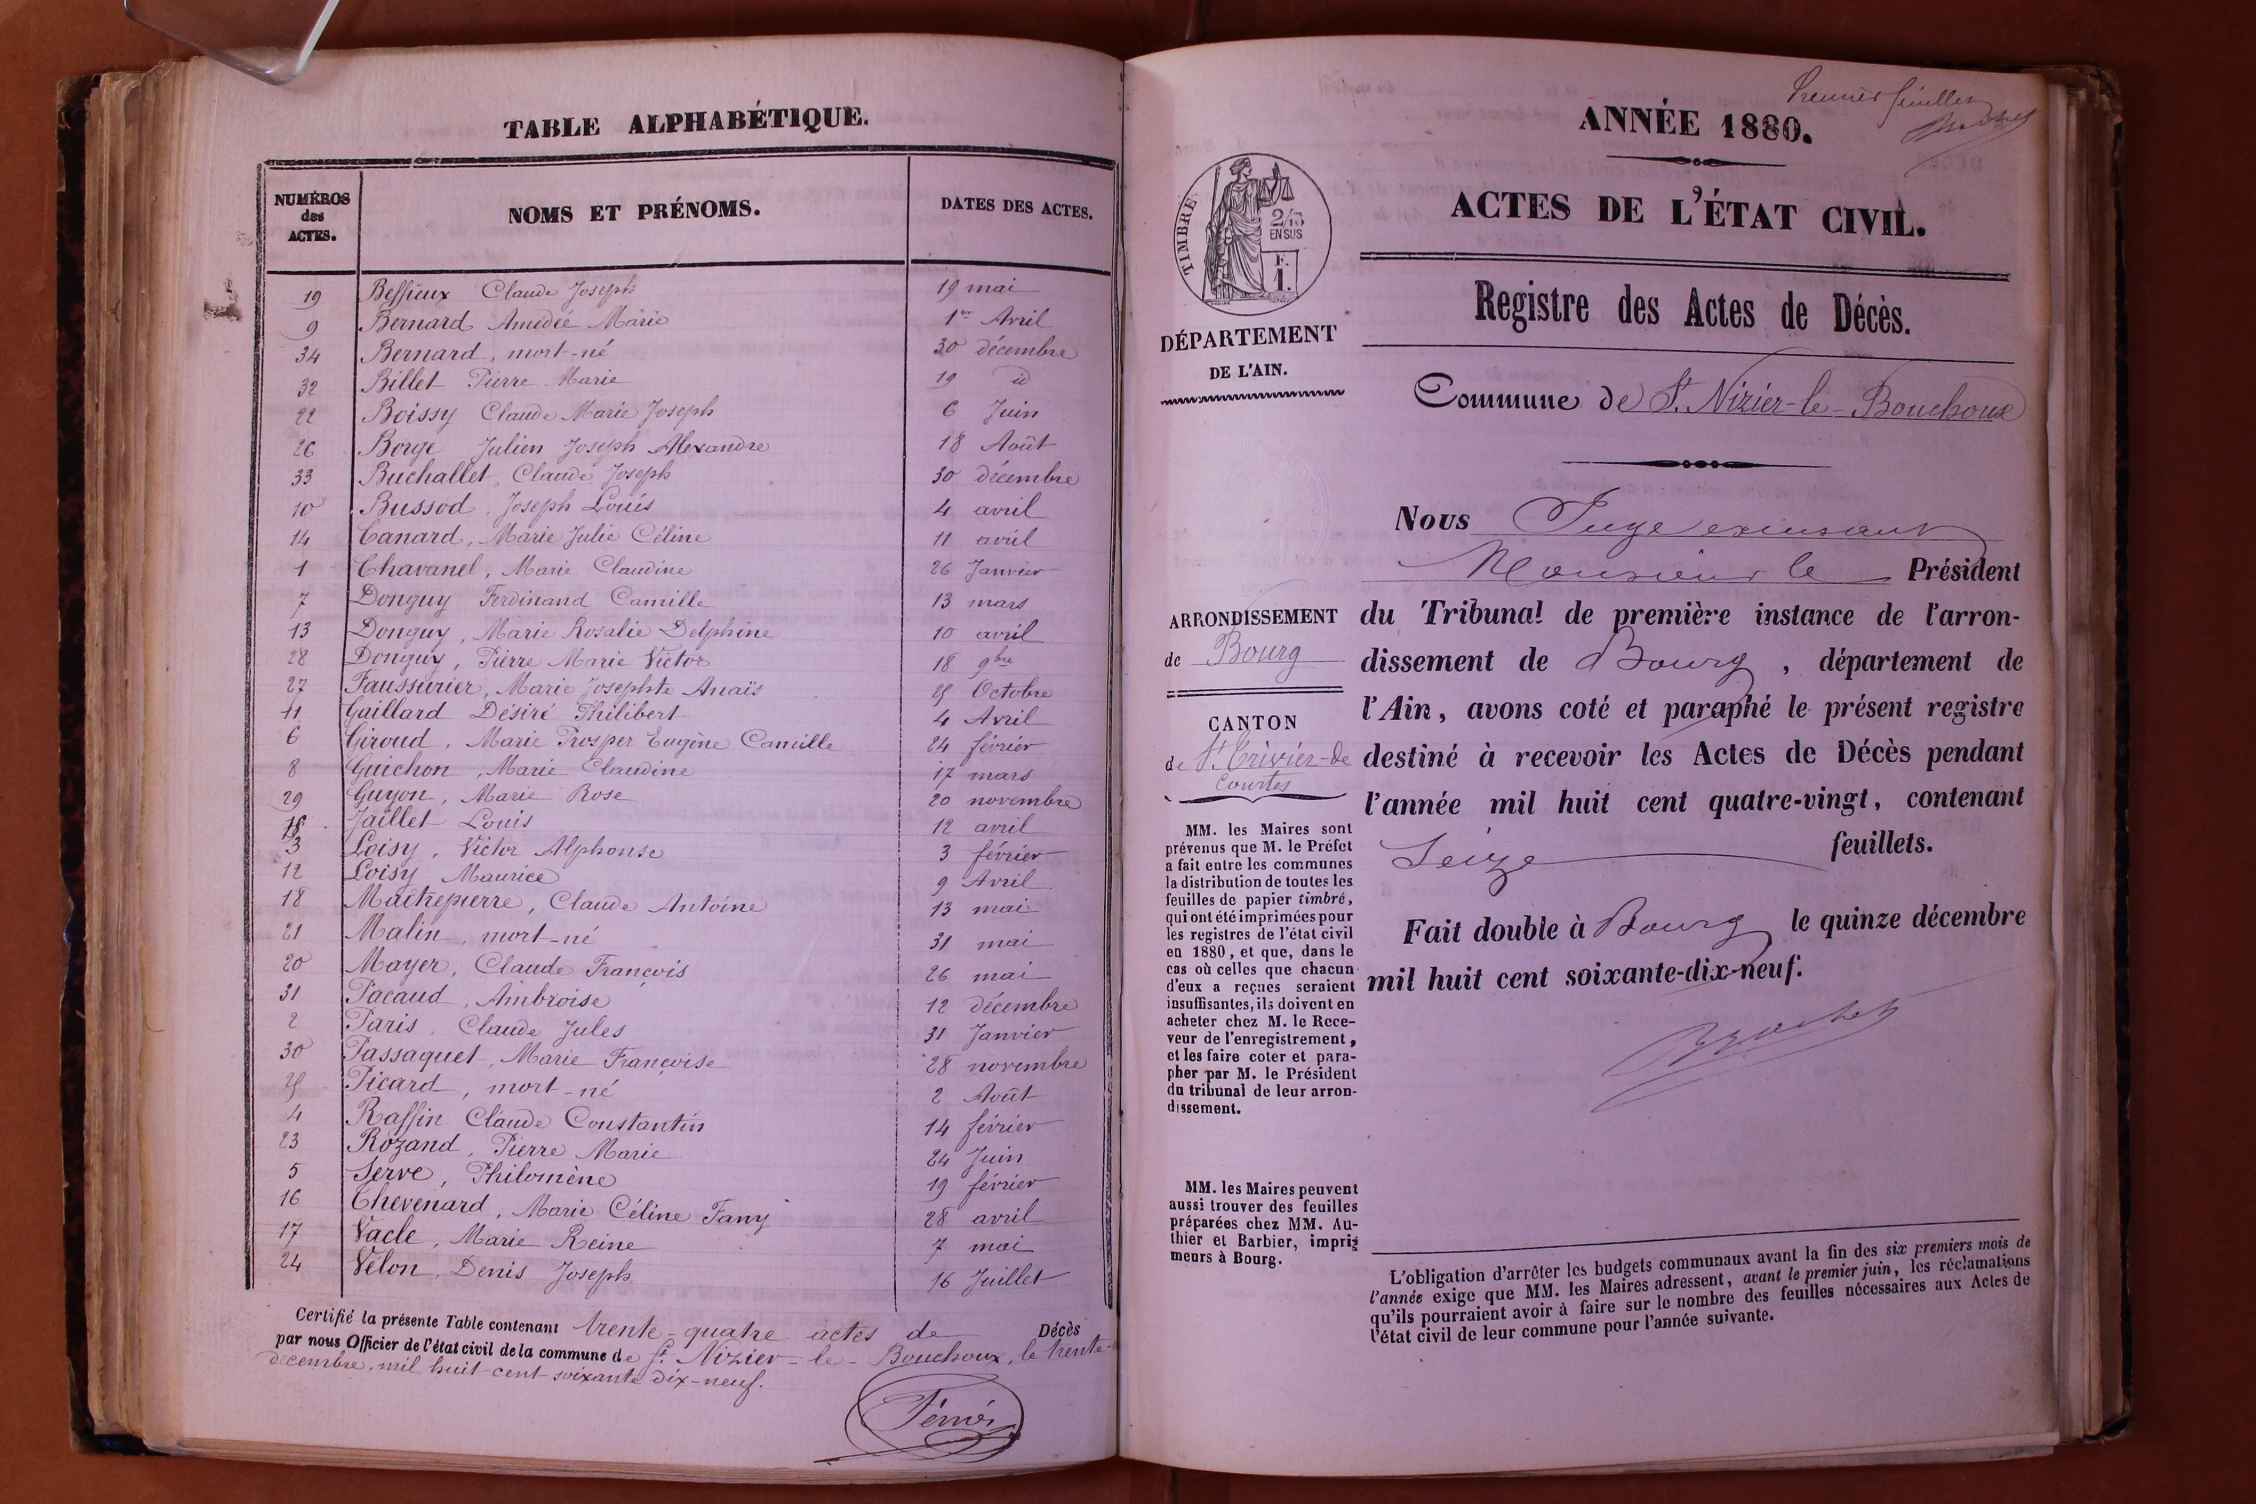 TABLE ALPHABÉTIQUE.
NUMÉROS des ACTES. NOMS ET PRÉNOMS. DATES DES ACTES.
19 Bessieux Claude Joseph 19 mai
9 Bernard Amédée Marie 1er Avril
34 Bernard, mort-né 30 décembre
32 Billet Pierre Marie 19 id
22 Boissy Claude Marie Joseph 6 Juin
26 Borge Julien Joseph Alexandre 18 Août
33 Buchallet, Claude Joseph 30 décembre
10 Bussod, Joseph Louis 4 avril
14 Canard, Marie Julie Céline 11 avril
1 Chavanel, Marie Claudine 26 Janvier
7 Donguy Ferdinand Camille 13 mars
13 Donguy, Marie Rosalie Delphine 10 avril
28 Donguy, Pierre Marie Victor 18 9bre
27 Faussurier, Marie Josephte Anaïs 25 Octobre
11 Gaillard Désiré Philibert 4 Avril
6 Giroud, Marie Prosper Eugène Camille 24 février
8 Guichon, Marie Claudine 17 mars
29 Guyon, Marie Rose 20 novembre
15 Jaillet Louis 12 avril
3 Loisy, Victor Alphonse 3 février
12 Loisy Maurice 9 Avril
18 Maitrepierre, Claude Antoine 13 mai
21 Malin, mort-né 31 mai
20 Mayer, Claude François 26 mai
31 Pacaud, Ambroise 12 décembre
2 Paris, Claude Jules 31 Janvier
30 Passaquet, Marie Françoise 28 novembre
25 Picard, mort-né 2 Août
4 Raffin Claude Constantin 14 février
23 Rozand, Pierre Marie 24 Juin
5 Serve, Philomène 19 février
16 Thevenard, Marie Céline Fany 28 avril
17 Vacle, Marie Reine 7 mai
24 Velon, Denis Joseph 16 Juillet
Certifié la présente Table contenant trente-quatre actes de Décès
par nous Officier de l'état civil de la commune de St Nizier-le-Bouchoux, le trente-
décembre, mil huit cent soixante dix-neuf.
Premier feuillet
ANNÉE 1880.
ACTES DE L'ÉTAT CIVIL.
TIMBRE
2/10
EN SUS
F.
1.
Registre des Actes de Décès.
DÉPARTEMENT
DE L'AIN.
Commune de St. Nizier-le-Bouchoux
Nous Juge exerçant
Monsieur le Président
du Tribunal de première instance de l'arron-
dissement de Bourg, département de
l'Ain, avons coté et paraphé le présent registre
destiné à recevoir les Actes de Décès pendant
l'année mil huit cent quatre-vingt, contenant
Seize feuillets.
Fait double à Bourg le quinze décembre
mil huit cent soixante-dix-neuf.
ARRONDISSEMENT
de Bourg
CANTON
de St. Trivier-de
Courtes
MM. les Maires sont
prévenus que M. le Préfet
a fait entre les communes
la distribution de toutes les
feuilles de papier timbré,
qui ont été imprimées pour
les registres de l'état civil
en 1880, et que, dans le
cas où celles que chacun
d'eux a reçues seraient
insuffisantes, ils doivent en
acheter chez M. le Rece-
veur de l'enregistrement,
et les faire coter et para-
pher par M. le Président
du tribunal de leur arron-
dissement.
MM. les Maires peuvent
aussi trouver des feuilles
préparées chez MM. Au-
thier et Barbier, impri-
meurs à Bourg.
L'obligation d'arrêter les budgets communaux avant la fin des six premiers mois de
l'année exige que MM. les Maires adressent, avant le premier juin, les réclamations
qu'ils pourraient avoir à faire sur le nombre des feuilles nécessaires aux Actes de
l'état civil de leur commune pour l'année suivante.